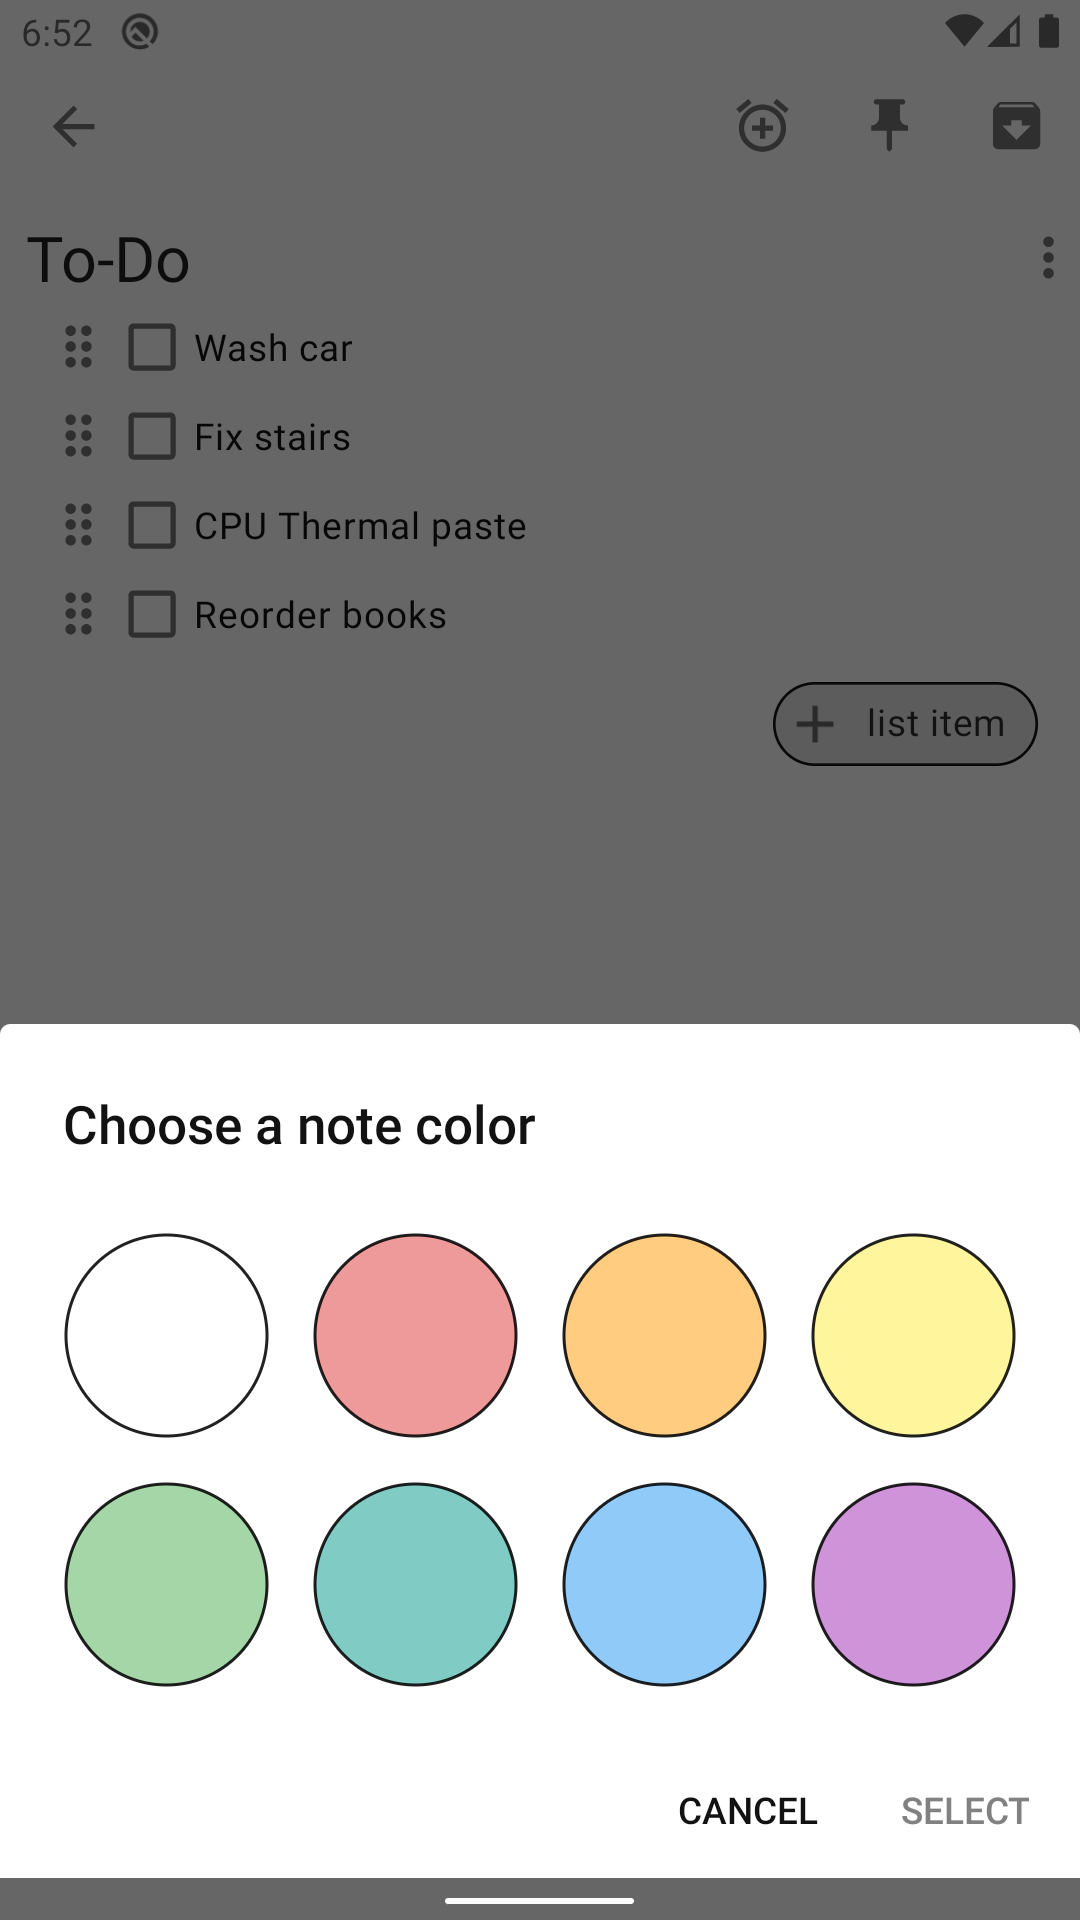 6:52
To-Do
Wash car
Fix stairs
CPU Thermal paste
Reorder books
list item
Choose a note color
CANCEL SELECT